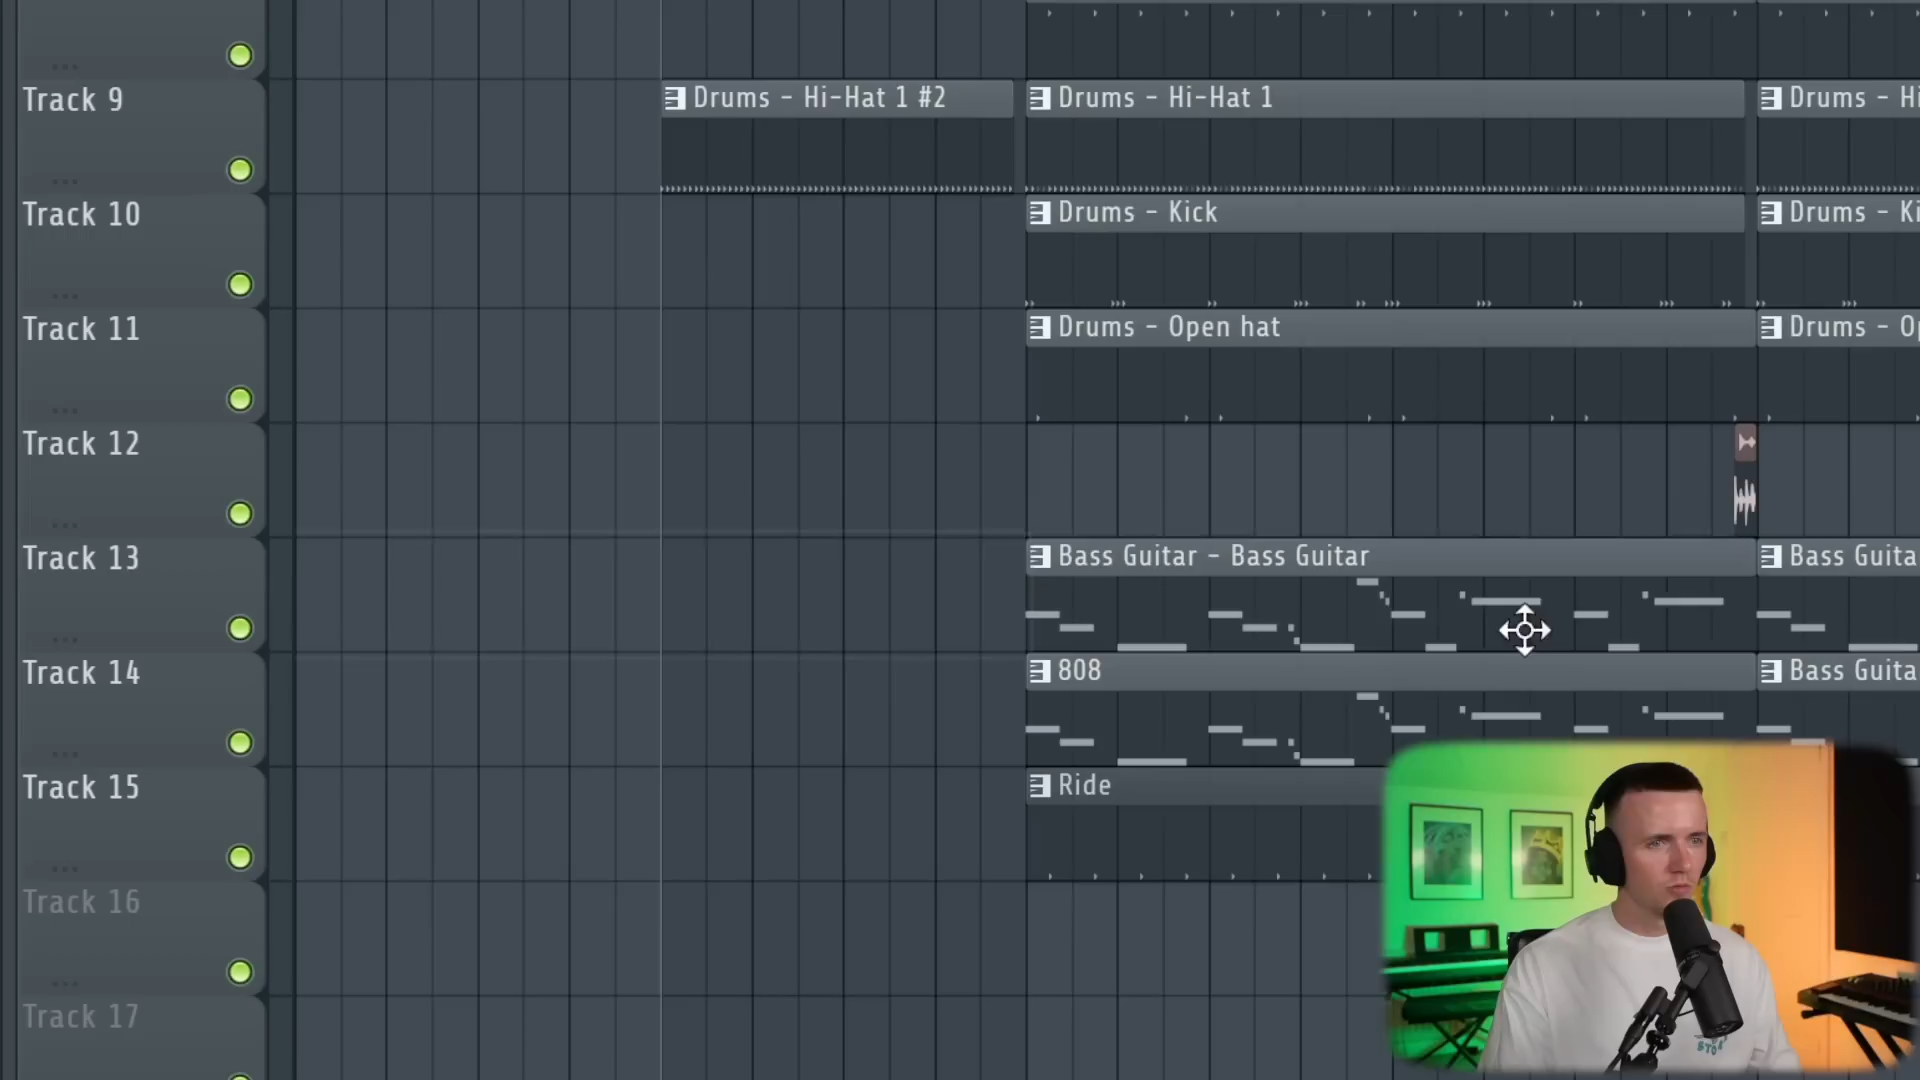 Track 9
Drums - Hi-Hat 1 #2
Drums - Hi-Hat 1
Drums - Hi
Track 10
Drums - Kick
Drums - Ki
Track 11
Drums - Open hat
Drums - Op
Track 12
Track 13
Bass Guitar - Bass Guitar
Bass Guita
Track 14
808
Bass Guita
Track 15
Ride
Track 16
Track 17